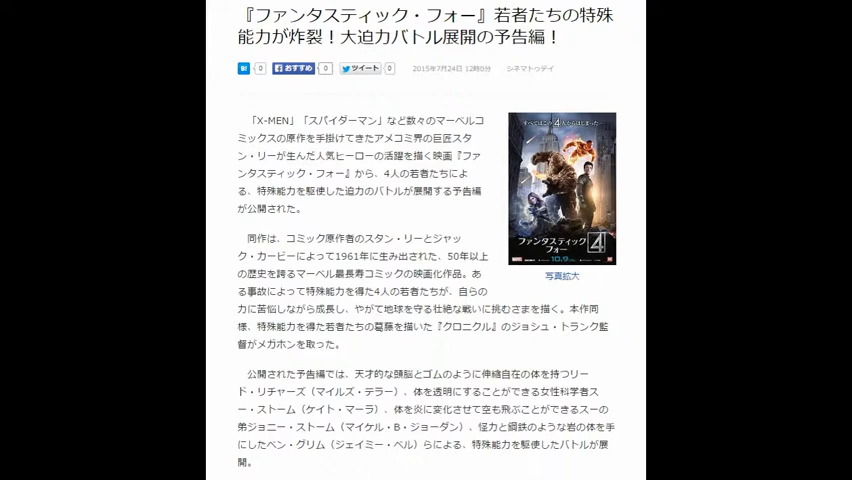 『ファンタスティック・フォー』若者たちの特殊
能力が炸裂！大迫力バトル展開の予告編！
B! 0 おすすめ 0 ツイート 0 2015年7月24日 12時0分 シネマトゥデイ
「X-MEN」「スパイダーマン」など数々のマーベルコ
ミックスの原作を手掛けてきたアメコミ界の巨匠スタ
ン・リーが生んだ人気ヒーローの活躍を描く映画『ファ
ンタスティック・フォー』から、4人の若者たちによ
る、特殊能力を駆使した迫力のバトルが展開する予告編
が公開された。
すべてはこの4人からはじまった
ファンタスティック
フォー
4
10.9
MARVEL
写真拡大
同作は、コミック原作者のスタン・リーとジャッ
ク・カービーによって1961年に生み出された、50年以上
の歴史を誇るマーベル最長寿コミックの映画化作品。あ
る事故によって特殊能力を得た4人の若者たちが、自らの
力に苦悩しながら成長し、やがて地球を守る壮絶な戦いに挑むさまを描く。本作同
様、特殊能力を得た若者たちの葛藤を描いた『クロニクル』のジョシュ・トランク監
督がメガホンを取った。
公開された予告編では、天才的な頭脳とゴムのように伸縮自在の体を持つリー
ド・リチャーズ（マイルズ・テラー）、体を透明にすることができる女性科学者ス
ー・ストーム（ケイト・マーラ）、体を炎に変化させて空も飛ぶことができるスーの
弟ジョニー・ストーム（マイケル・B・ジョーダン）、怪力と鋼鉄のような岩の体を手
にしたベン・グリム（ジェイミー・ベル）らによる、特殊能力を駆使したバトルが展
開。